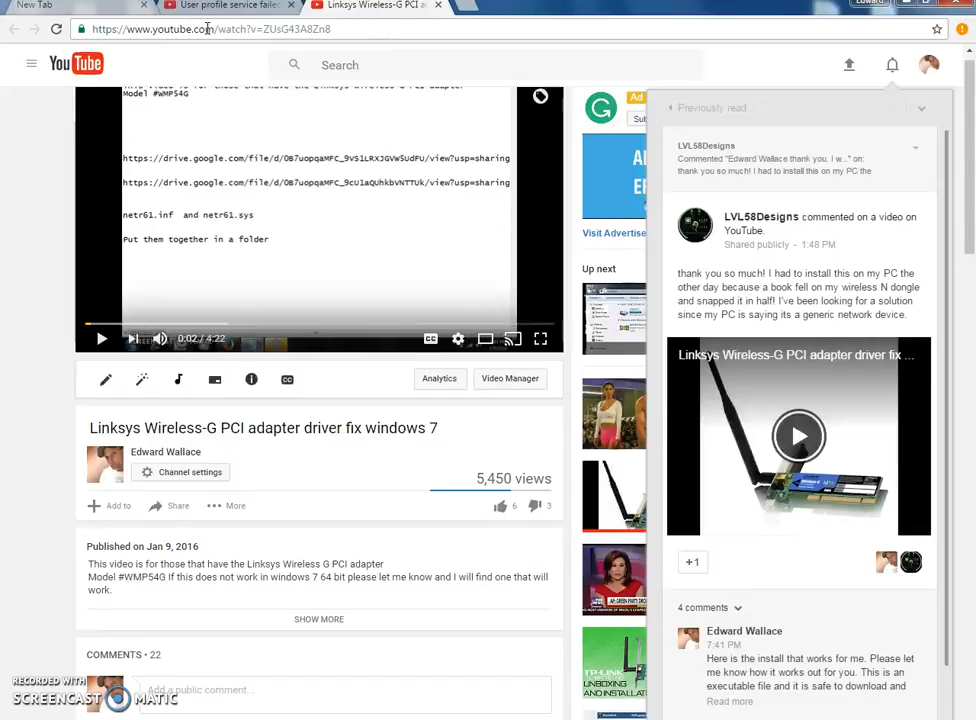 New Tab
User profile service failed
Linksys Wireless-G PCI a
Edward
https://www.youtube.com/watch?v=ZUsG43A8Zn8
YouTube
Search
Model #WMP54G
https://drive.google.com/file/d/0B7uopqaMFC_9VS1LRXJGVW5UdFU/view?usp=sharing
https://drive.google.com/file/d/0B7uopqaMFC_9cU1aQUhkbVNTTUk/view?usp=sharing
netr61.inf and netr61.sys
Put them together in a folder
0:02 / 4:22
CC
Analytics
Video Manager
CC
Linksys Wireless-G PCI adapter driver fix windows 7
Edward Wallace
Channel settings
5,450 views
Add to
Share
More
6
3
Published on Jan 9, 2016
This video is for those that have the Linksys Wireless G PCI adapter
Model #WMP54G If this does not work in windows 7 64 bit please let me know and I will find one that will
work.
SHOW MORE
COMMENTS • 22
Add a public comment...
RECORDED WITH
SCREENCAST MATIC
Ad
Visit Advertise
Up next
TP-LINK
UNBOXING
AND INSTALLAT
Previously read
LVL58Designs
Commented "Edward Wallace thank you. I w..." on:
thank you so much! I had to install this on my PC the
LVL58Designs commented on a video on
YouTube.
Shared publicly - 1:48 PM
thank you so much! I had to install this on my PC the
other day because a book fell on my wireless N dongle
and snapped it in half! I've been looking for a solution
since my PC is saying its a generic network device.
Linksys Wireless-G PCI adapter driver fix ...
+1
4 comments
Edward Wallace
7:41 PM
Here is the install that works for me. Please let
me know how it works out for you. This is an
executable file and it is safe to download and
Read more